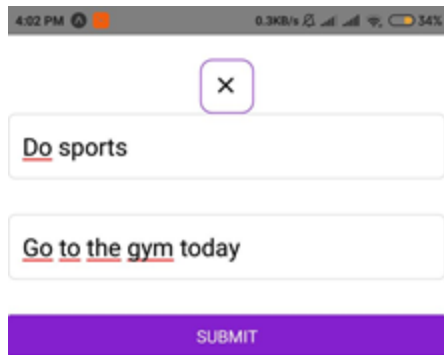 4:02 PM 0.3KB/s 34%
×
Do sports
Go to the gym today
SUBMIT